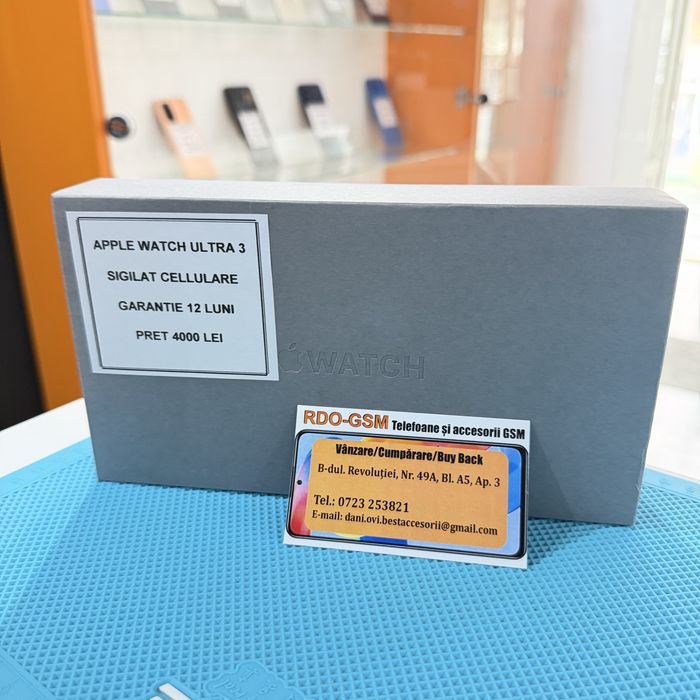 APPLE WATCH ULTRA 3
SIGILAT CELLULARE
GARANTIE 12 LUNI
PRET 4000 LEI
WATCH
RDO-GSM Telefoane și accesorii GSM
Vânzare/Cumpărare/Buy Back
B-dul. Revoluției, Nr. 49A, Bl. A5, Ap. 3
Tel.: 0723 253821
E-mail: dani.ovi.bestaccesorii@gmail.com